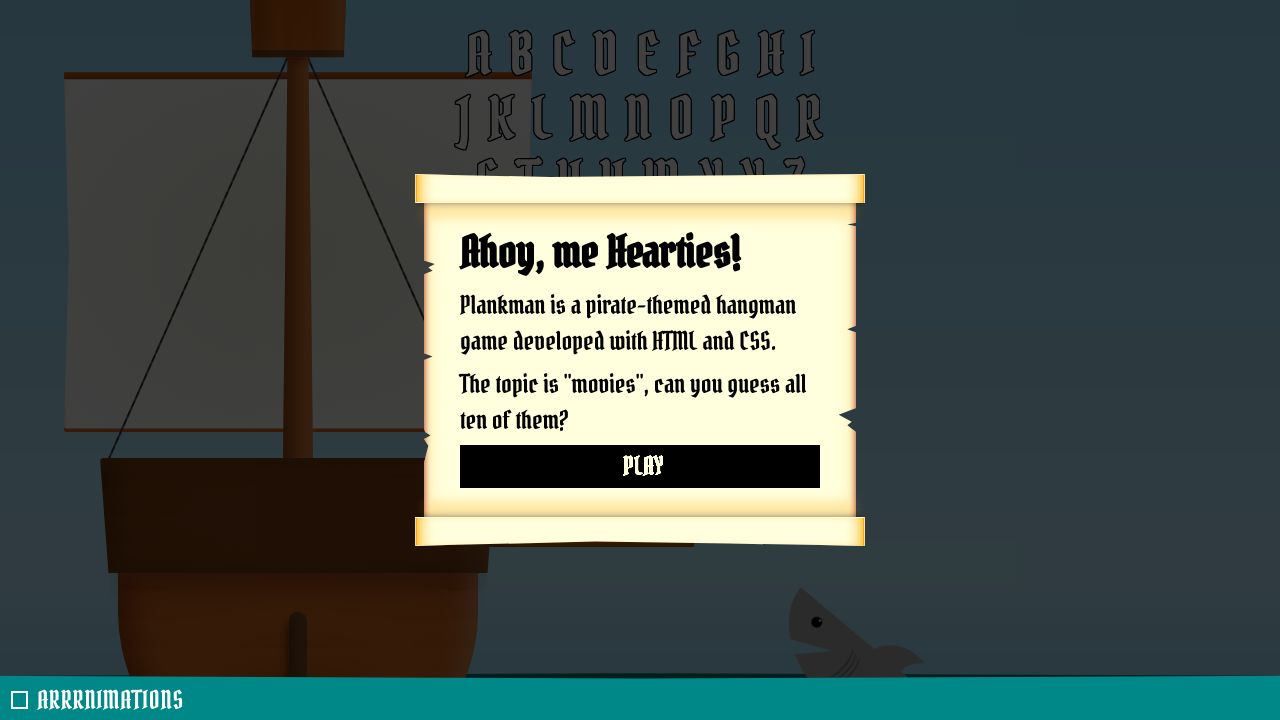 A B C D E F G H I
J K L M N O P Q R
S T U V W X Y Z
Ahoy, me Hearties!
Plankman is a pirate-themed hangman
game developed with HTML and CSS.
The topic is "movies", can you guess all
ten of them?
PLAY
ARRRNIMATIONS